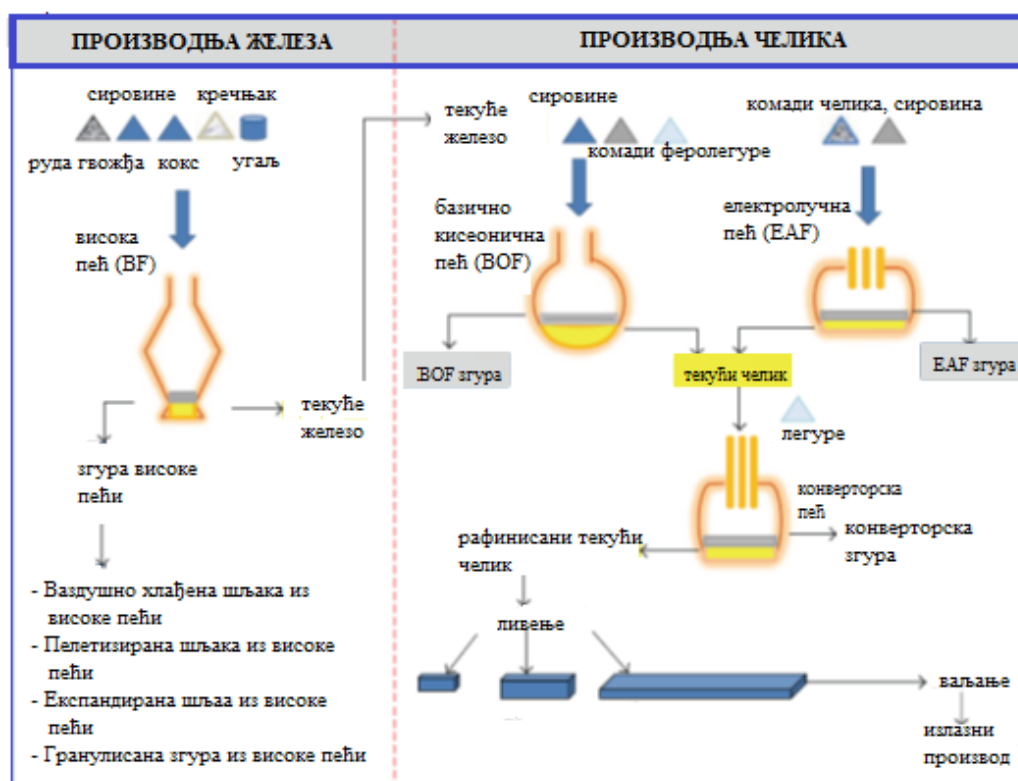 ПРОИЗВОДЊА ЖЕЛЕЗА
ПРОИЗВОДЊА ЧЕЛИКА
сировине кречњак
руда гвожђа кокс угаљ
висока
пећ (BF)
текуће
железо
згура високе
пећи
- Ваздушно хлађена шљака из
високе пећи
- Пелетизирана шљака из високе
пећи
- Експандирана шљаа из високе
пећи
- Гранулисана згура из високе пећи
текуће
железо
сировине
комади феролегуре
комади челика, сировина
базично
кисеонична
пећ (BOF)
електролучна
пећ (EAF)
BOF згура
текући челик
EAF згура
легуре
конверторска
пећ
конверторска
згура
рафинисани текући
челик
ливење
ваљање
излазни
производ